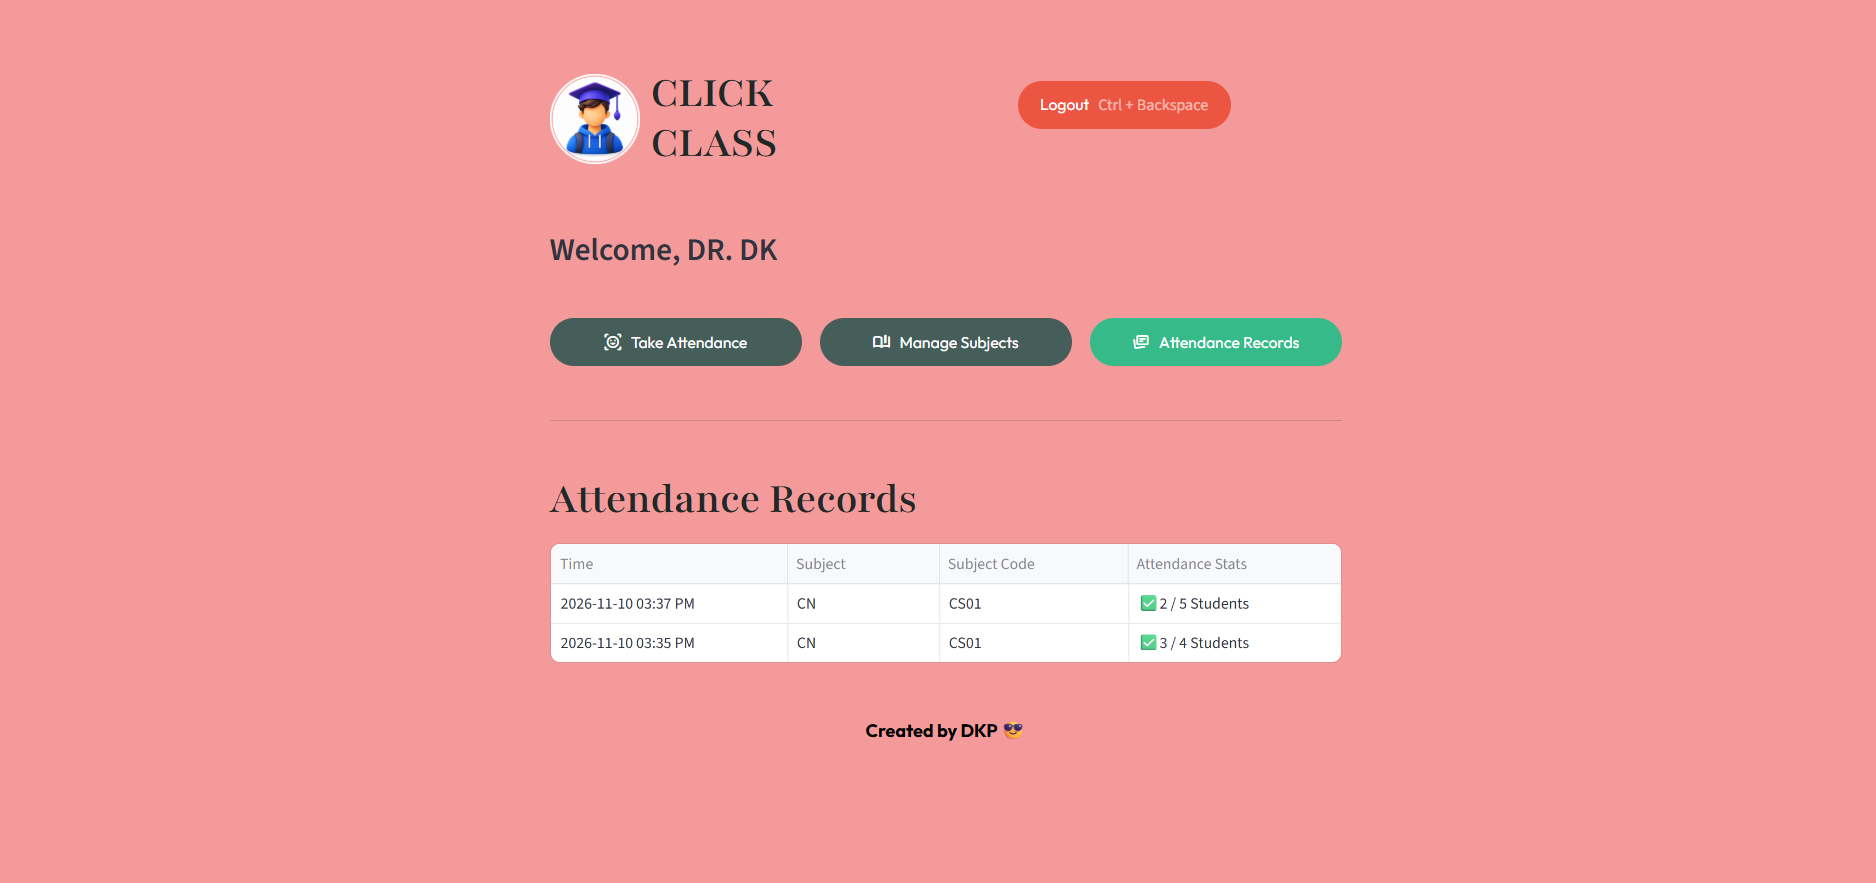 CLICK
CLASS
Logout Ctrl + Backspace
Welcome, DR. DK
Take Attendance Manage Subjects Attendance Records
Attendance Records
Time Subject Subject Code Attendance Stats
2026-11-10 03:37 PM CN CS01 ✅ 2 / 5 Students
2026-11-10 03:35 PM CN CS01 ✅ 3 / 4 Students
Created by DKP 😎